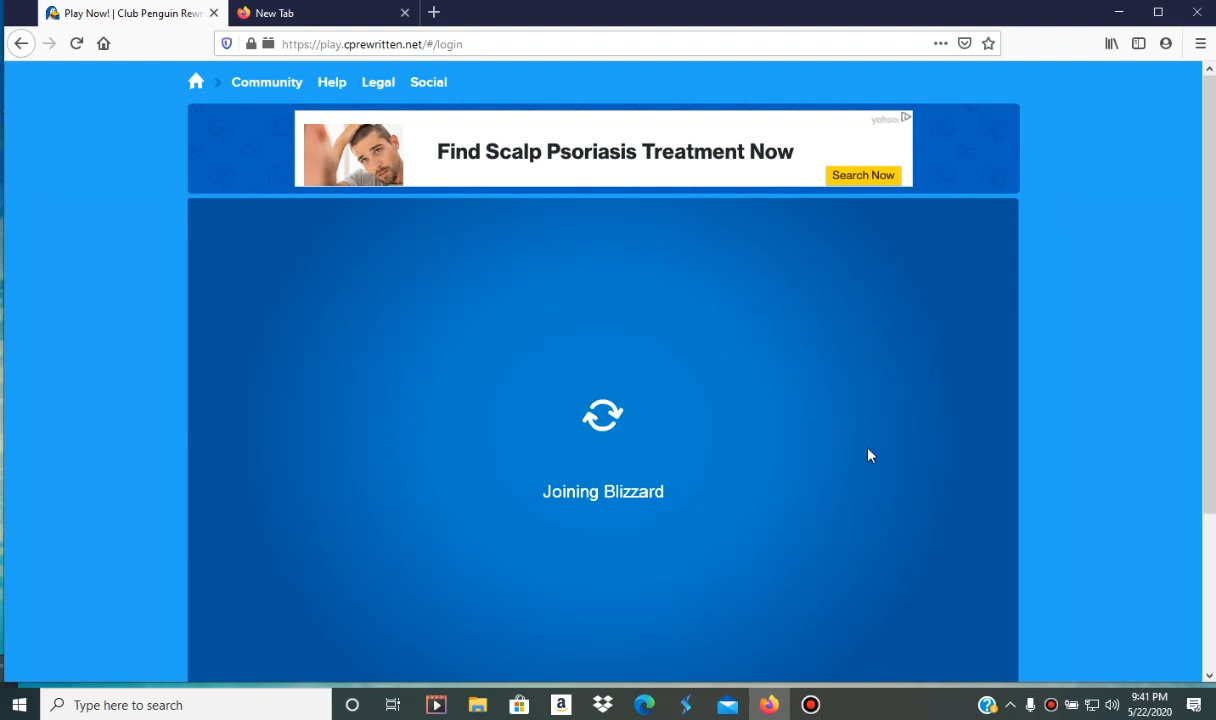 Play Now! | Club Penguin Rewr
New Tab
https://play.cprewritten.net/#/login
Community Help Legal Social
yahoo!
Find Scalp Psoriasis Treatment Now
Search Now
Joining Blizzard
Type here to search
9:41 PM
5/22/2020